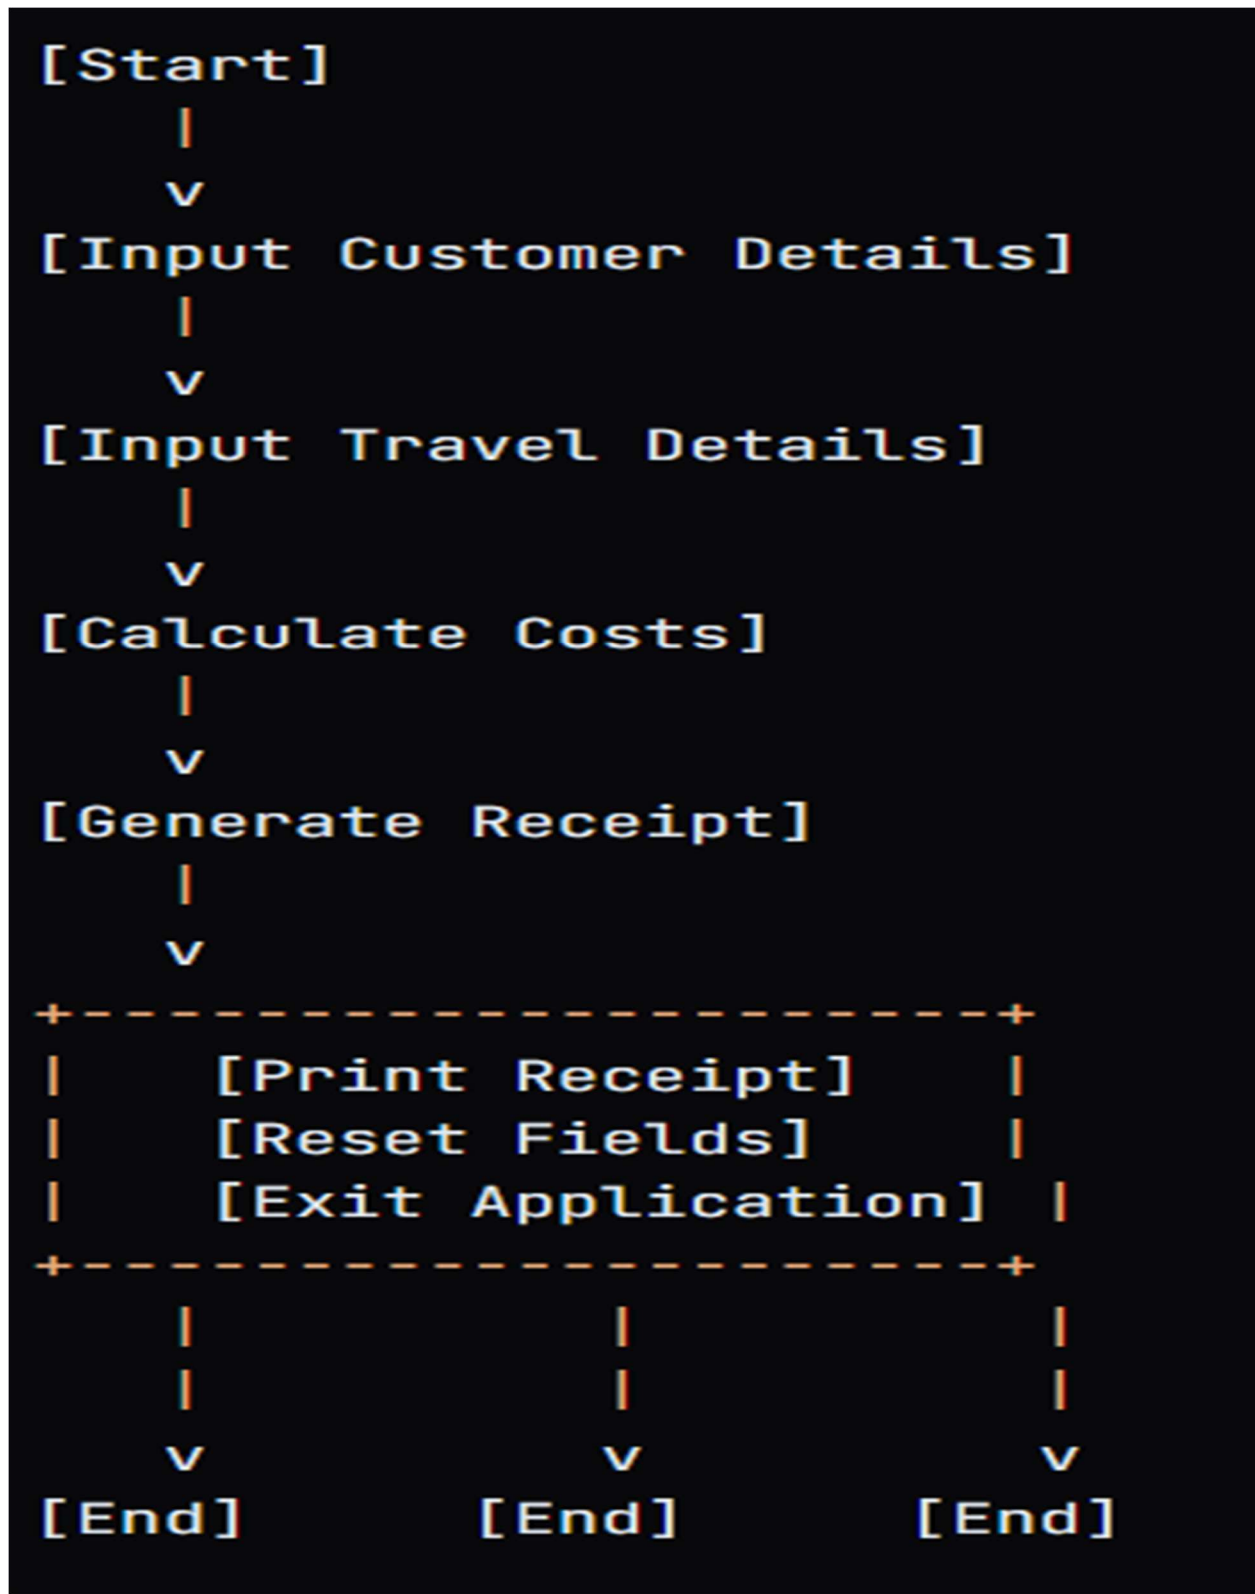 [Start]
    |
    v
[Input Customer Details]
    |
    v
[Input Travel Details]
    |
    v
[Calculate Costs]
    |
    v
[Generate Receipt]
    |
    v
+----------------------+
|    [Print Receipt]    |
|    [Reset Fields]     |
|    [Exit Application]  |
+----------------------+
    |          |          |
    |          |          |
    v          v          v
[End]      [End]      [End]